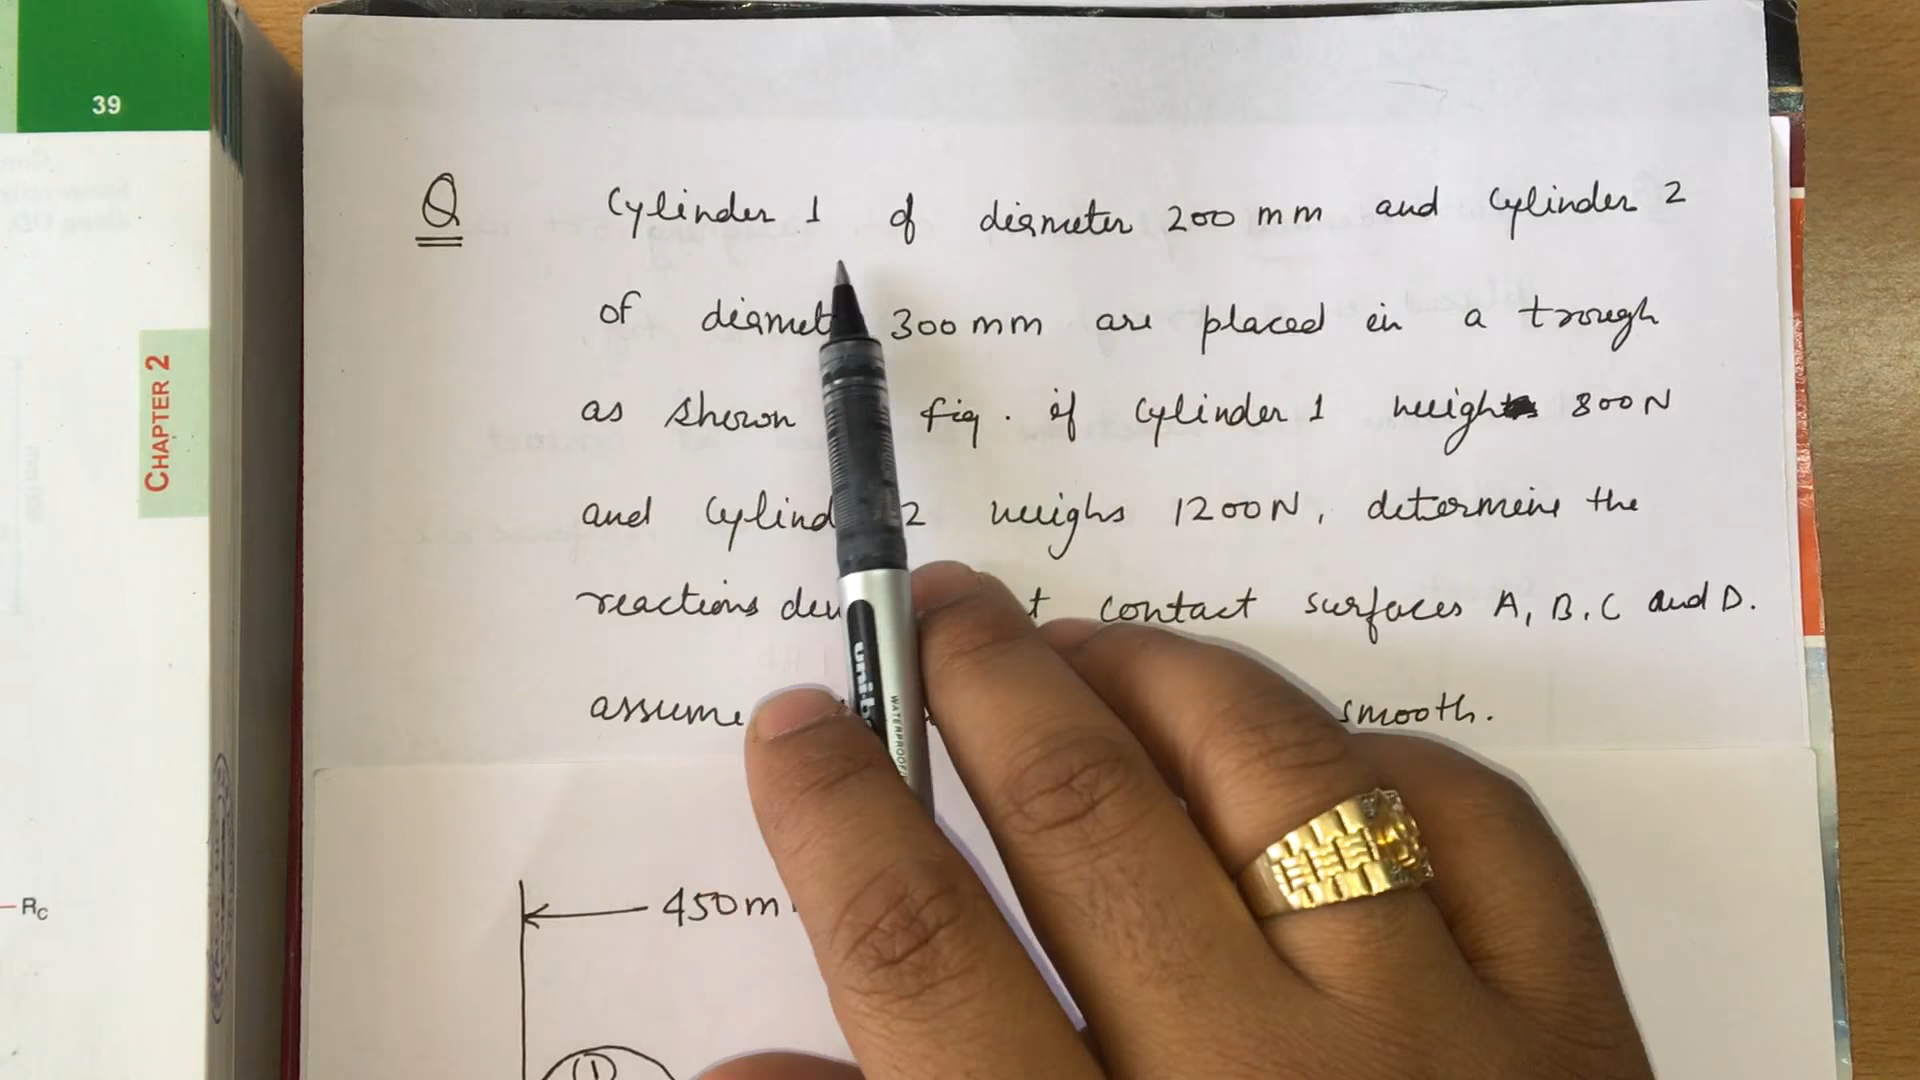 39
CHAPTER 2
Rc
Q Cylinder 1 of diameter 200 mm and Cylinder 2
of diamet 300 mm are placed in a trough
as shown fig. if Cylinder 1 weighs 800N
and Cylind 2 weighs 1200N, determine the
reactions dev t contact surfaces A, B, C and D.
assume smooth.
450m
1
uni-b
WATERPROOF/